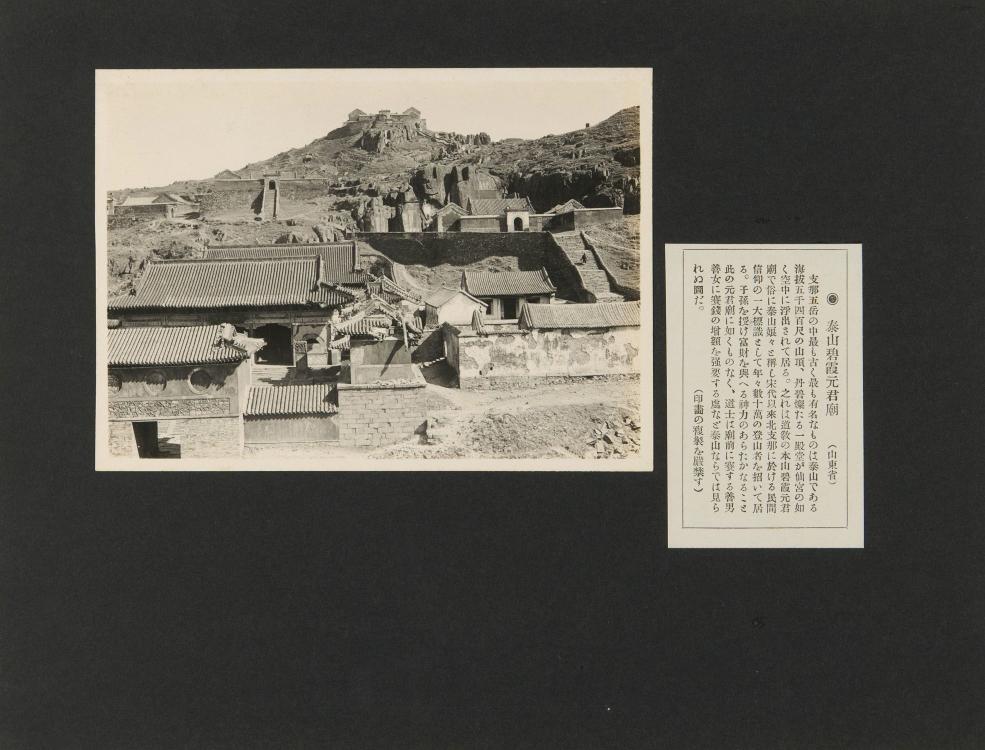 泰山碧霞元君廟 (山東省)
支那五岳の中最も古く最も有名なものは泰山である
海拔五千四百尺の山頂、丹碧燦たる一殿堂が仙宮の如
く空中に浮出されて居る。之れは道敎の本山碧霞元君
廟で俗に泰山娘々と稱し宋代以來北支那に於ける民間
信仰の一大標識として年々數十萬の登山者を招いて居
る。子孫を授け富財を與へる神力のあらたかなること
此の元君廟に如くものなく、道士は廟前に賽する善男
善女に賽錢の增額を强要する處など泰山ならでは見ら
れぬ圖だ。 (印畫の複製を嚴禁す)